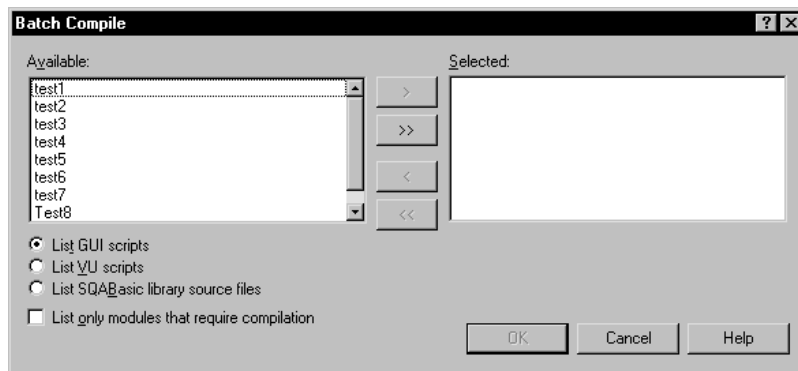 Batch Compile
? X
Available:
Selected:
test1
test2
test3
test4
test5
test6
test7
Test8
>
>>
<
<<
List GUI scripts
List VU scripts
List SQABasic library source files
List only modules that require compilation
OK
Cancel
Help